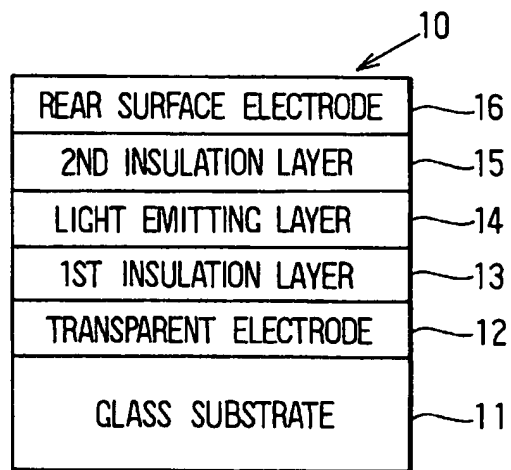 10
REAR SURFACE ELECTRODE 16
2ND INSULATION LAYER 15
LIGHT EMITTING LAYER 14
1ST INSULATION LAYER 13
TRANSPARENT ELECTRODE 12
GLASS SUBSTRATE 11